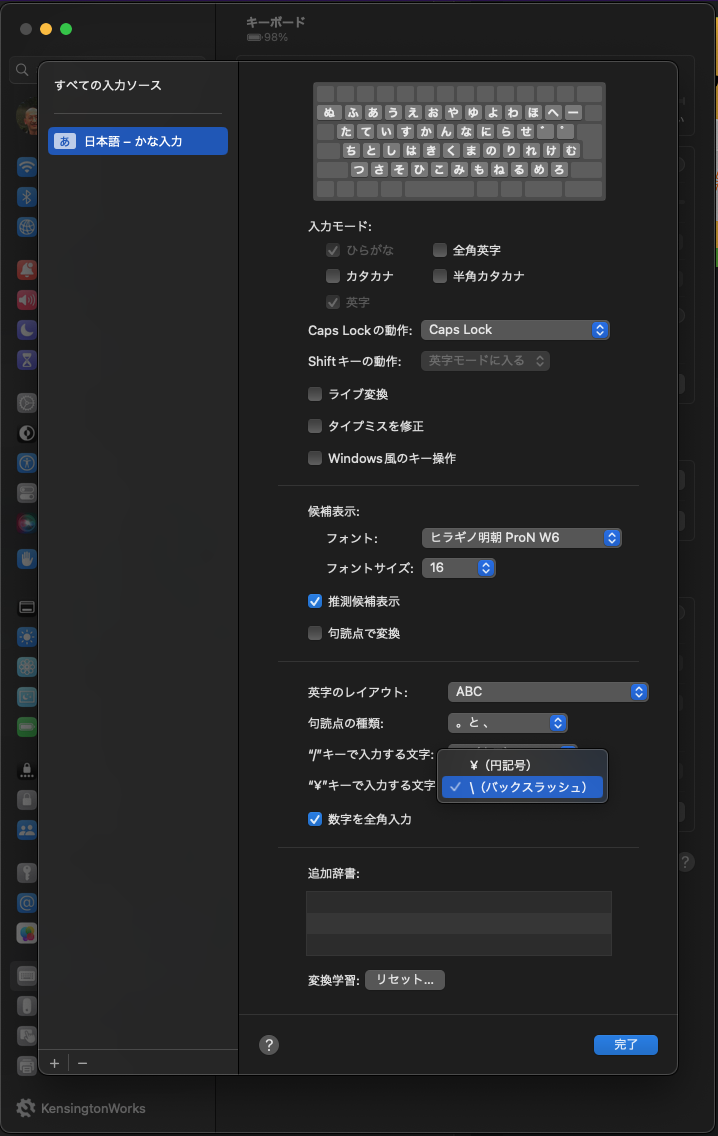 キーボード
98%
すべての入力ソース
あ 日本語 – かな入力
ぬ ふ あ う え お や ゆ よ わ ほ へ ー
た て い す か ん な に ら せ ゛ ゜
ち と し は き く ま の り れ け む
つ さ そ ひ こ み も ね る め ろ
入力モード:
ひらがな 全角英字
カタカナ 半角カタカナ
英字
Caps Lockの動作: Caps Lock
Shiftキーの動作: 英字モードに入る
ライブ変換
タイプミスを修正
Windows風のキー操作
候補表示:
フォント: ヒラギノ明朝 ProN W6
フォントサイズ: 16
推測候補表示
句読点で変換
英字のレイアウト: ABC
句読点の種類: 。と 、
“/”キーで入力する文字:
¥（円記号）
“¥”キーで入力する文字
\（バックスラッシュ）
数字を全角入力
追加辞書:
変換学習: リセット...
? 完了
+ −
KensingtonWorks